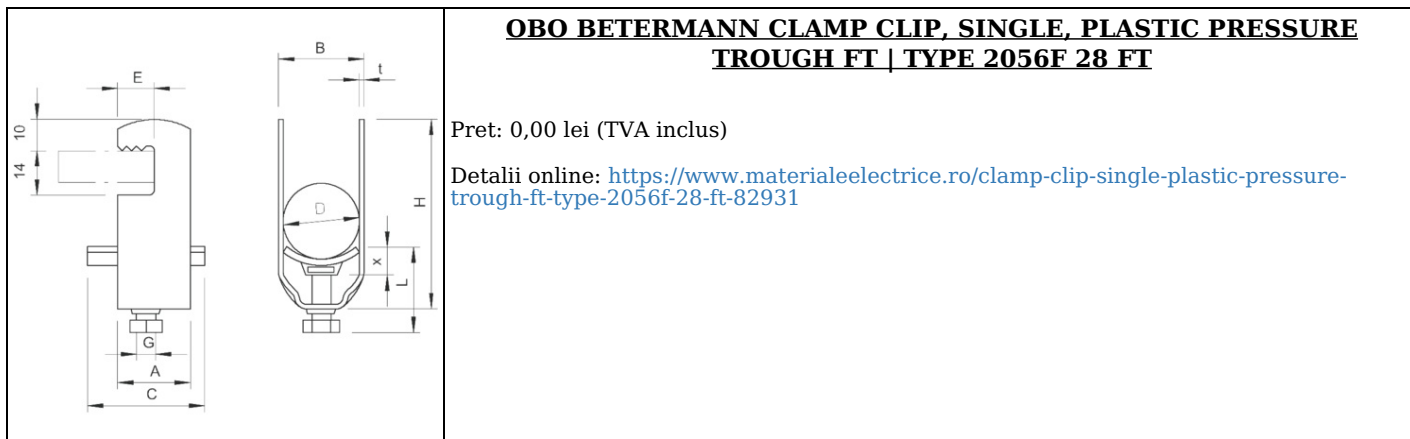 B
t
E
10
14
D
H
x
L
G
A
C
OBO BETERMANN CLAMP CLIP, SINGLE, PLASTIC PRESSURE
TROUGH FT | TYPE 2056F 28 FT
Pret: 0,00 lei (TVA inclus)
Detalii online: https://www.materialeelectrice.ro/clamp-clip-single-plastic-pressure-
trough-ft-type-2056f-28-ft-82931